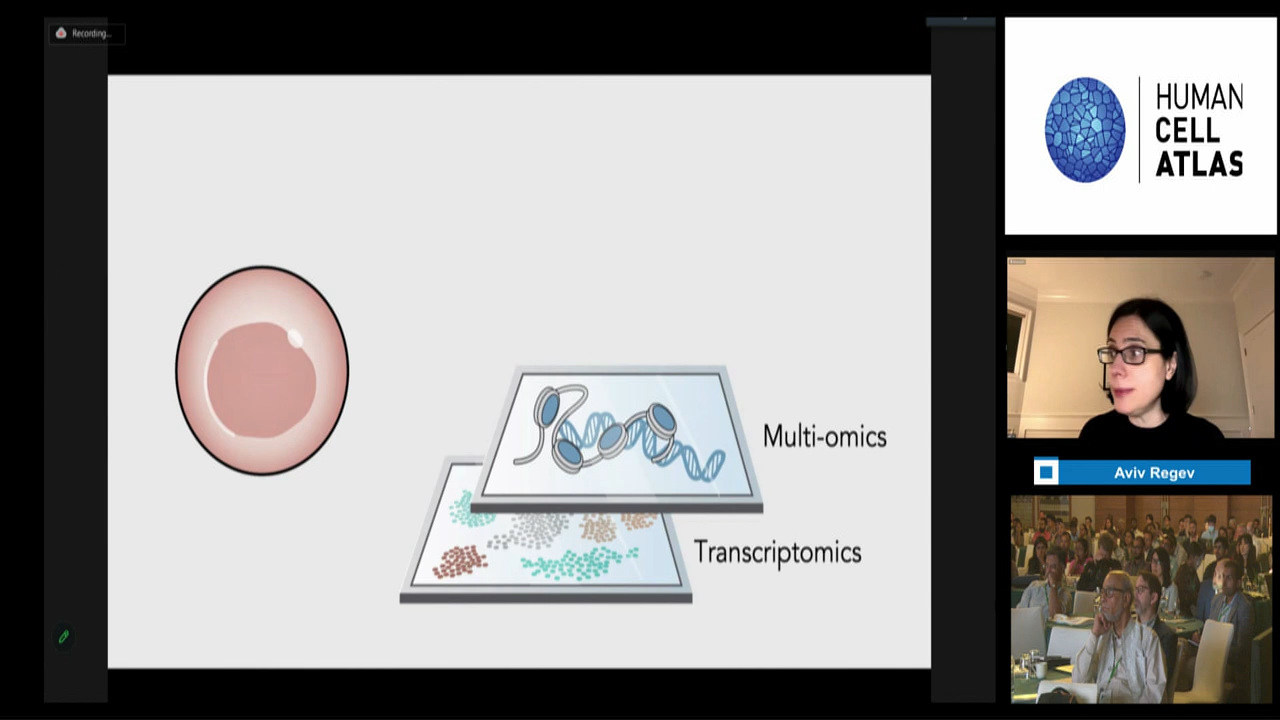 Recording...
Multi-omics
Transcriptomics
HUMAN
CELL
ATLAS
Aviv Regev